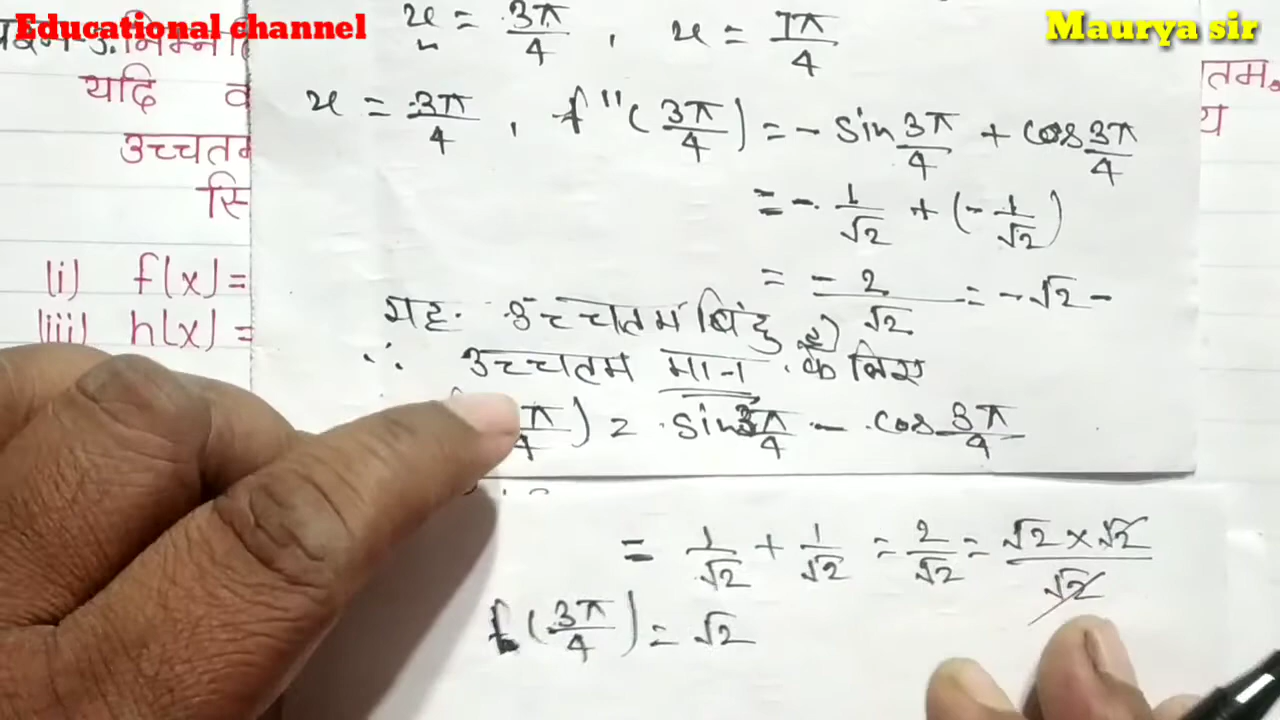 Educational channel
Maurya sir
x = 3π/4 , x = 7π/4
यदि
उच्चतम
(i) f(x)=
(iii) h(x) =
x = 3π/4 , f''(3π/4) = - sin 3π/4 + cos 3π/4
= - 1/√2 + (- 1/√2)
= - 2/√2 = -√2 -
यह उच्चतम बिंदु है)
∴ उच्चतम मान के लिए
π/4) = sin 3π/4 - cos 3π/4
= 1/√2 + 1/√2 = 2/√2 = √2 × √2/√2
f(3π/4) = √2